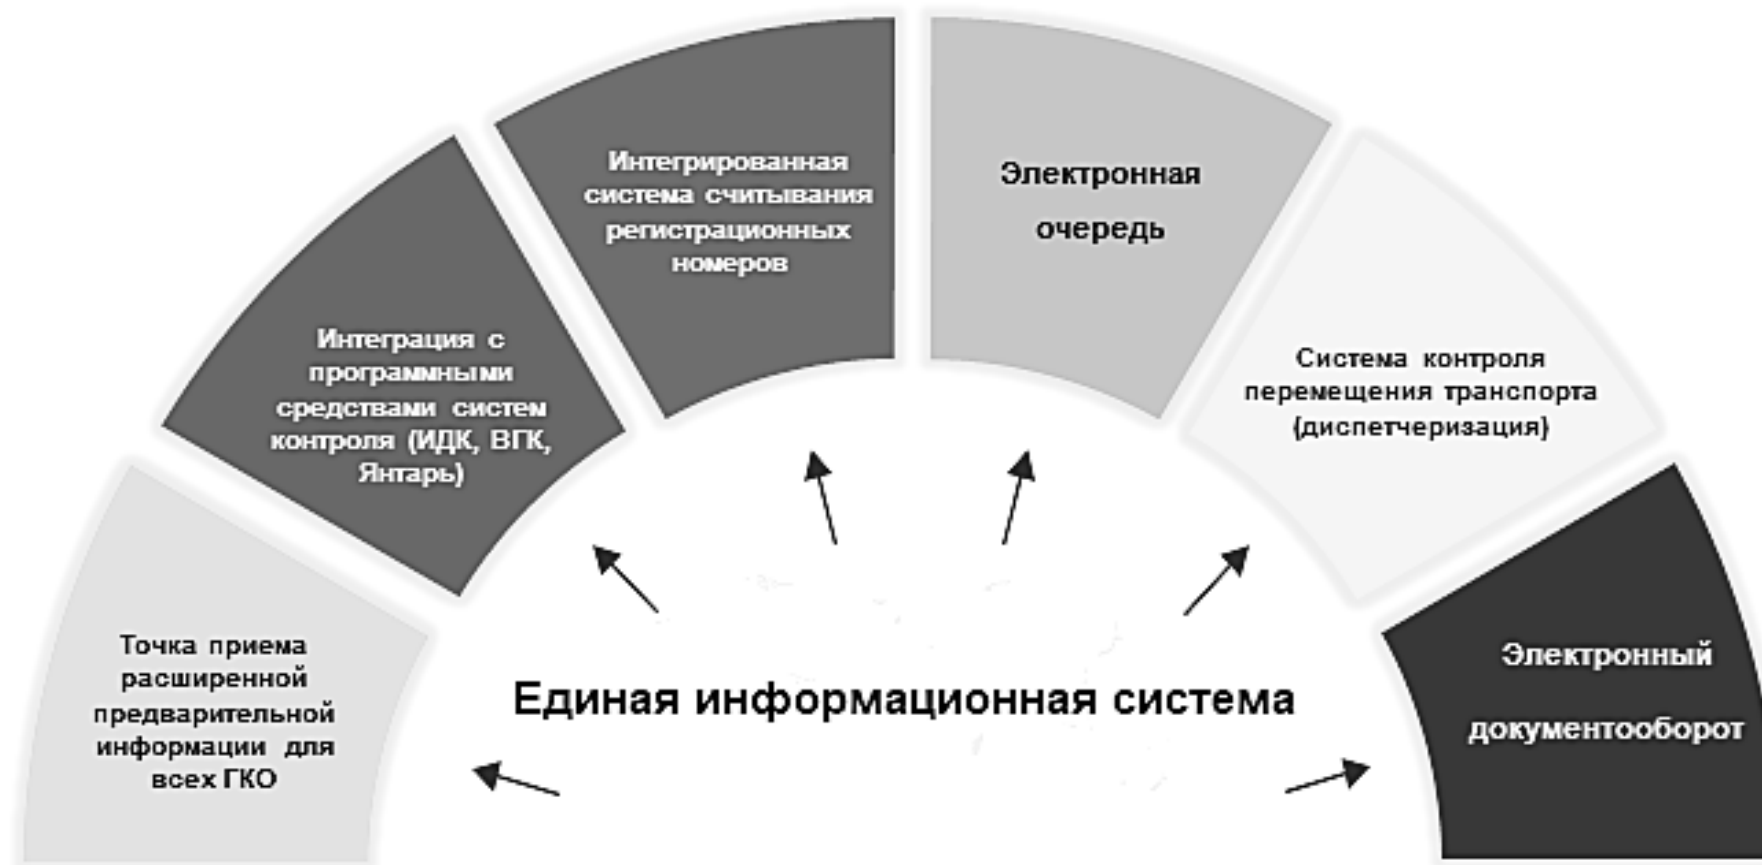 Интегрированная
система считывания
регистрационных
номеров
Электронная
очередь
Интеграция с
программными
средствами систем
контроля (ИДК, ВГК,
Янтарь)
Система контроля
перемещения транспорта
(диспетчеризация)
Точка приема
расширенной
предварительной
информации для
всех ГКО
Единая информационная система
Электронный
документооборот